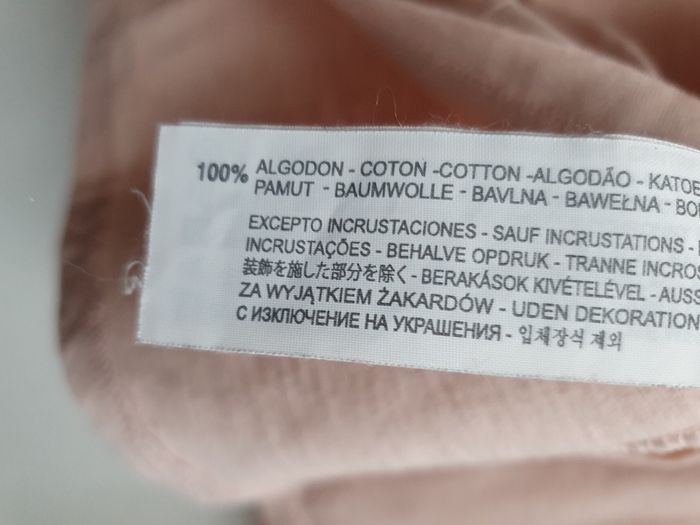 100% ALGODON - COTON -COTTON -ALGODÃO - KATOE
PAMUT - BAUMWOLLE - BAVLNA - BAWEŁNA - BO
EXCEPTO INCRUSTACIONES - SAUF INCRUSTATIONS -
INCRUSTAÇÕES - BEHALVE OPDRUK - TRANNE INCROS
装飾を施した部分を除く - BERAKÁSOK KIVÉTELÉVEL - AUSS
ZA WYJĄTKIEM ŻAKARDÓW - UDEN DEKORATION
С ИЗКЛЮЧЕНИЕ НА УКРАШЕНИЯ - 입체장식 제외